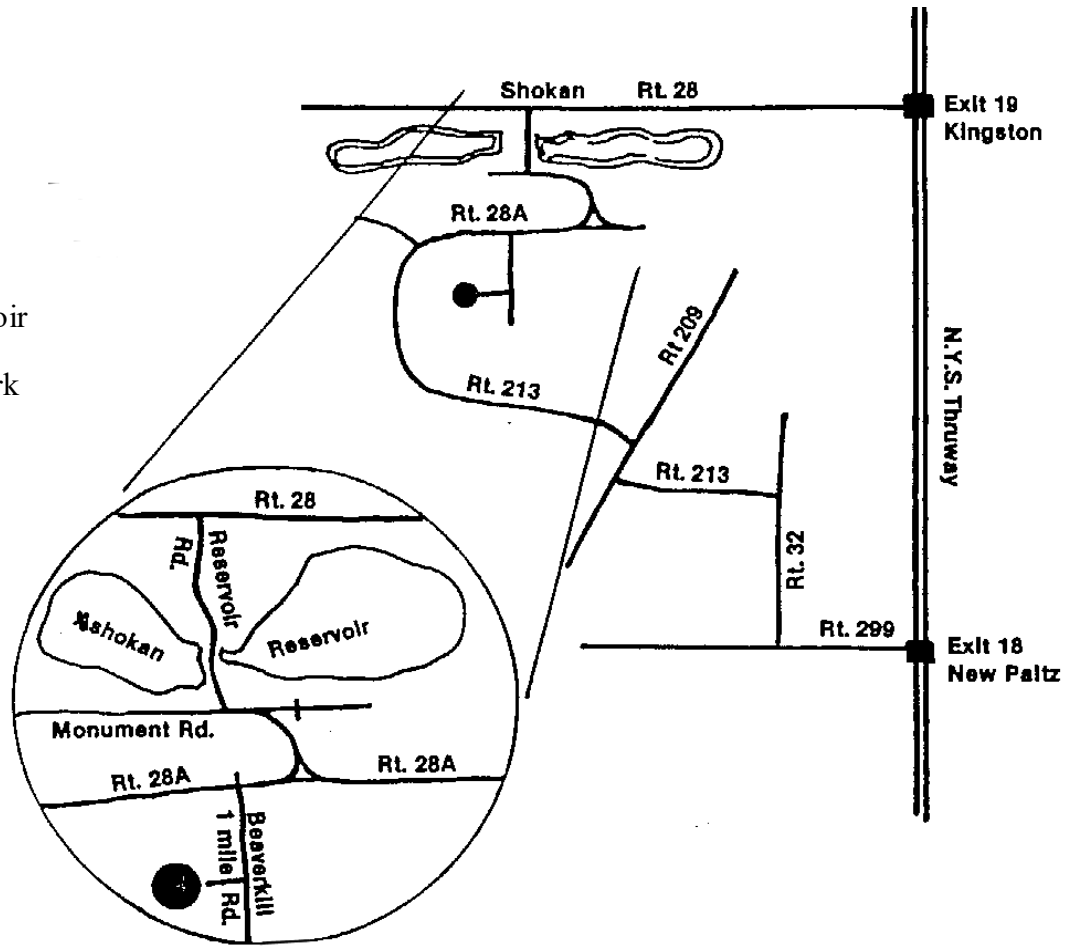 Shokan Rt. 28
Exit 19
Kingston
Rt. 28A
oir
rk
Rt 209
Rt. 213
N.Y.S. Thruway
Rt. 213
Rt. 32
Rt. 299
Exit 18
New Paltz
Rt. 28
Reservoir
Rd.
Ashokan
Reservoir
Monument Rd.
Rt. 28A
Rt. 28A
Beaverkill
Rd.
1 mile